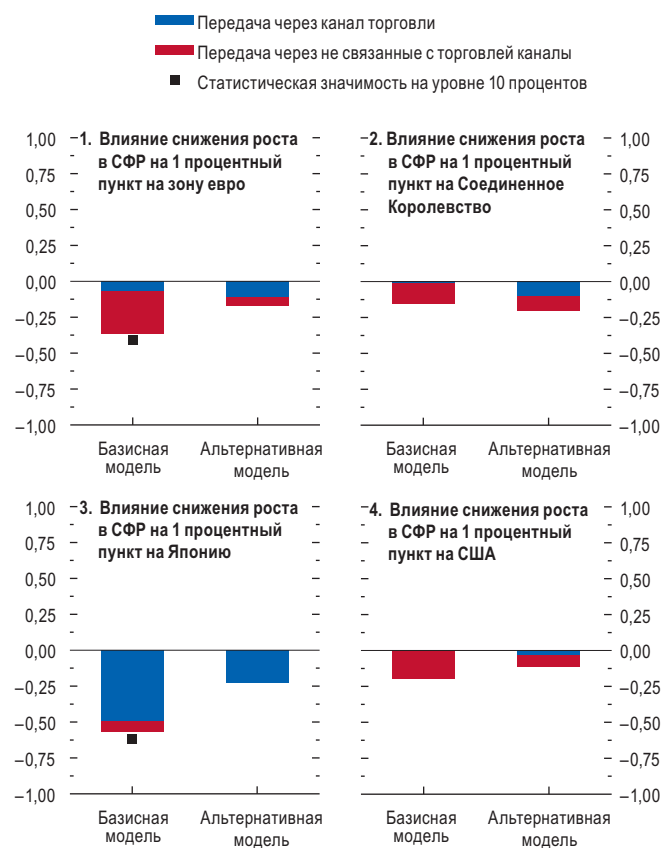 Передача через канал торговли
Передача через не связанные с торговлей каналы
Статистическая значимость на уровне 10 процентов
1. Влияние снижения роста
в СФР на 1 процентный
пункт на зону евро
1,00
0,75
0,50
0,25
0,00
–0,25
–0,50
–0,75
–1,00
Базисная
модель
Альтернативная
модель
2. Влияние снижения роста
в СФР на 1 процентный
пункт на Соединенное
Королевство
1,00
0,75
0,50
0,25
0,00
–0,25
–0,50
–0,75
–1,00
Базисная
модель
Альтернативная
модель
3. Влияние снижения роста
в СФР на 1 процентный
пункт на Японию
1,00
0,75
0,50
0,25
0,00
–0,25
–0,50
–0,75
–1,00
Базисная
модель
Альтернативная
модель
4. Влияние снижения роста
в СФР на 1 процентный
пункт на США
1,00
0,75
0,50
0,25
0,00
–0,25
–0,50
–0,75
–1,00
Базисная
модель
Альтернативная
модель